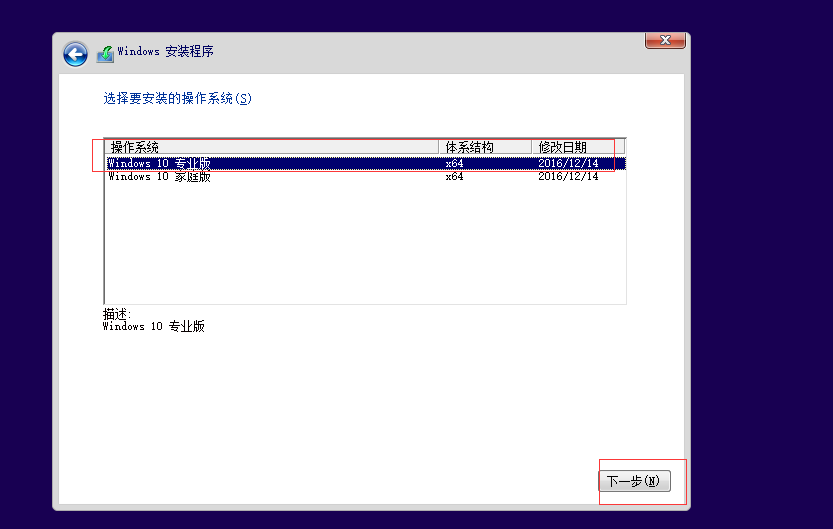 Windows 安装程序
选择要安装的操作系统(S)
操作系统 体系结构 修改日期
Windows 10 专业版 x64 2016/12/14
Windows 10 家庭版 x64 2016/12/14
描述:
Windows 10 专业版
下一步(N)